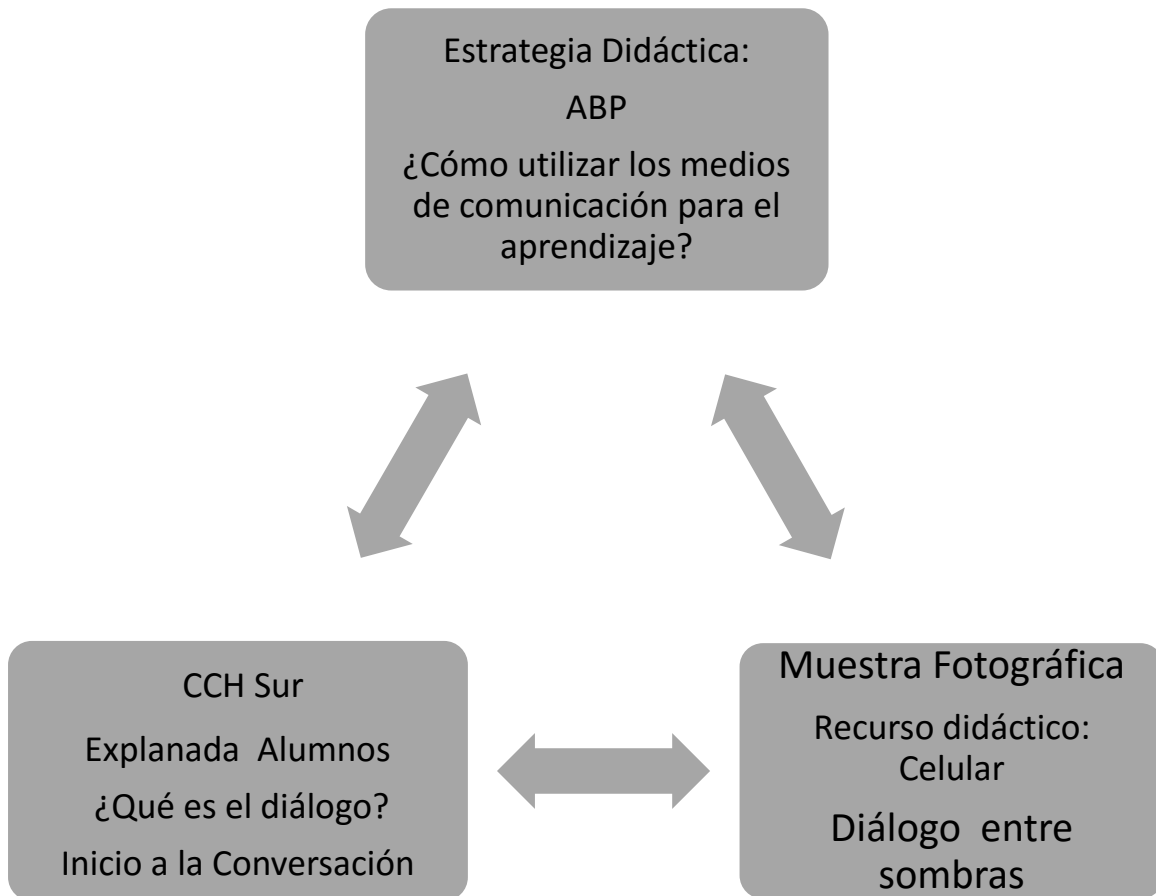 Estrategia Didáctica:
ABP
¿Cómo utilizar los medios
de comunicación para el
aprendizaje?
CCH Sur
Explanada Alumnos
¿Qué es el diálogo?
Inicio a la Conversación
Muestra Fotográfica
Recurso didáctico:
Celular
Diálogo entre
sombras